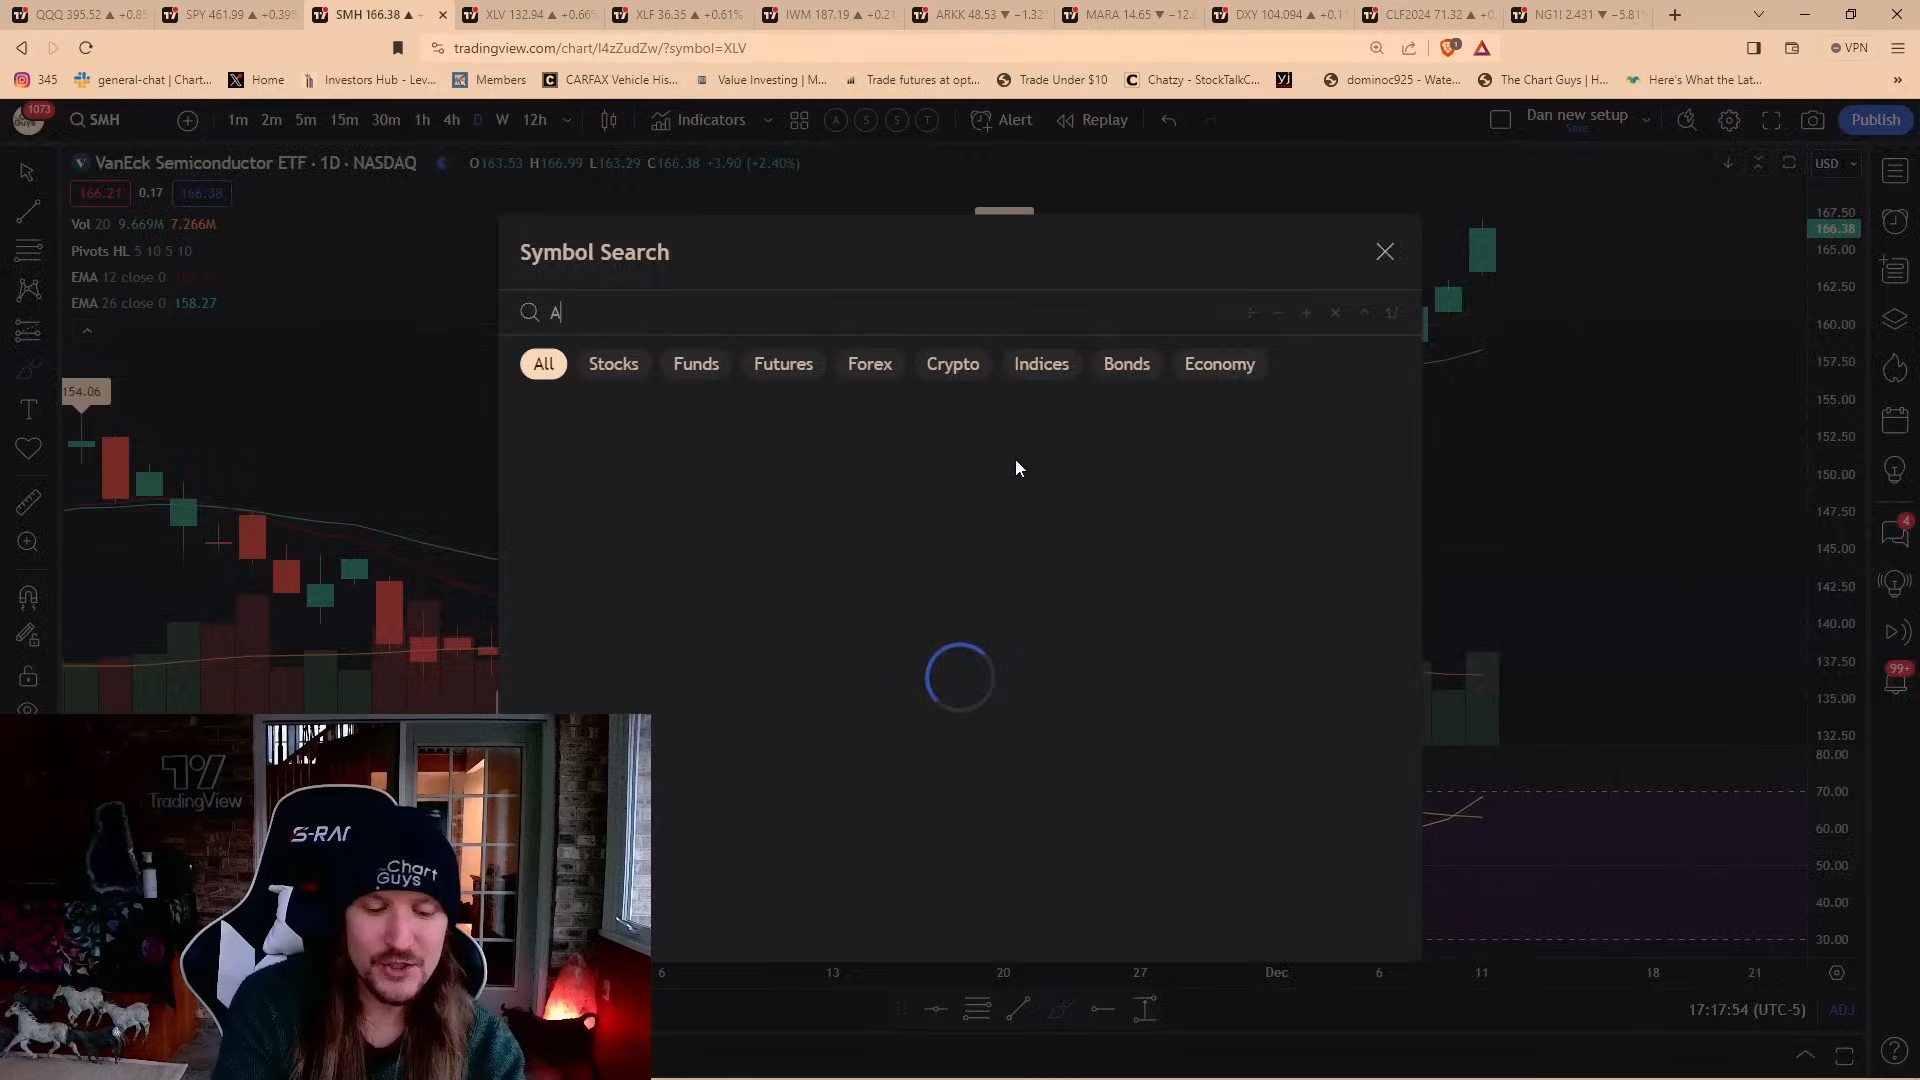 QQQ 395.52 ▲ +0.85
SPY 461.99 ▲ +0.39%
SMH 166.38 ▲
XLV 132.94 ▲ +0.66%
XLF 36.35 ▲ +0.61%
IWM 187.19 ▲ +0.21
ARKK 48.53 ▼ −1.32
MARA 14.65 ▼ −12.
DXY 104.094 ▲ +0.1
CLF2024 71.32 ▲ +0.
NG1! 2.431 ▼ −5.81
tradingview.com/chart/I4zZudZw/?symbol=XLV
1
VPN
345
general-chat | Chart...
Home
Investors Hub - Lev...
Members
CARFAX Vehicle His...
Value Investing | M...
Trade futures at opt...
Trade Under $10
Chatzy - StockTalkC...
dominoc925 - Wate...
The Chart Guys | H...
Here's What the Lat...
1073
SMH
1m 2m 5m 15m 30m 1h 4h D W 12h
Indicators
A S S T
Alert
Replay
Dan new setup
Save
Publish
VanEck Semiconductor ETF · 1D · NASDAQ
O163.53 H166.99 L163.29 C166.38 +3.90 (+2.40%)
USD
166.21 0.17 166.38
Vol 20 9.669M 7.266M
Pivots HL 5 10 5 10
EMA 12 close 0
EMA 26 close 0 158.27
154.06
Symbol Search
A
1/
All Stocks Funds Futures Forex Crypto Indices Bonds Economy
167.50
166.38
165.00
162.50
160.00
157.50
155.00
152.50
150.00
147.50
145.00
142.50
140.00
137.50
135.00
132.50
80.00
70.00
60.00
50.00
40.00
30.00
4
99+
6 13 20 27 Dec 6 11 18 21
17:17:54 (UTC-5)
ADJ
TradingView
S-RAI
Chart
Guys